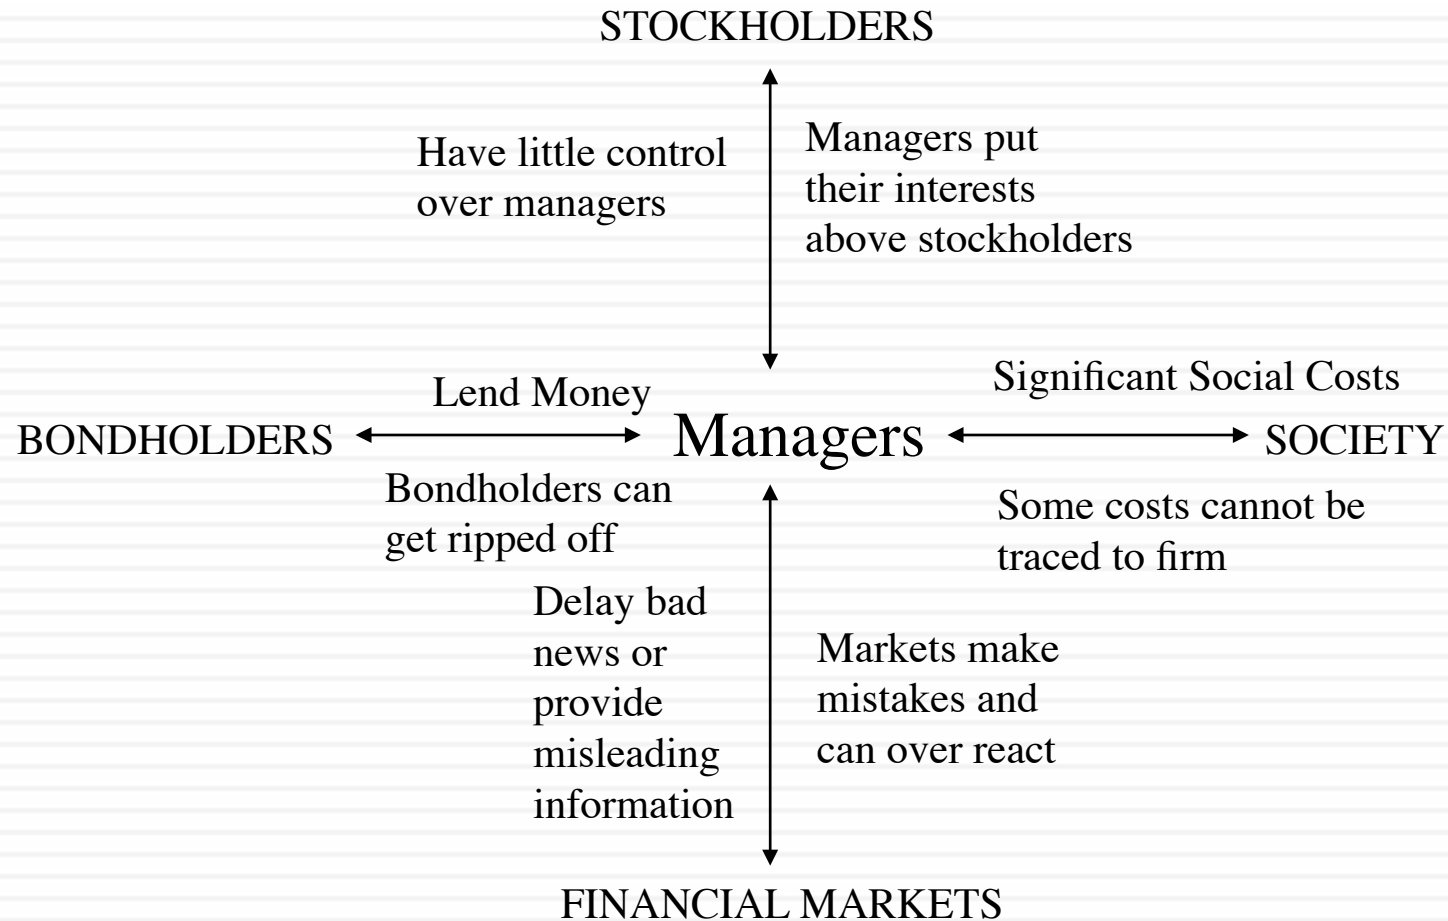 STOCKHOLDERS
Have little control
over managers
Managers put
their interests
above stockholders
Lend Money
Significant Social Costs
BONDHOLDERS
Managers
SOCIETY
Bondholders can
get ripped off
Some costs cannot be
traced to firm
Delay bad
news or
provide
misleading
information
Markets make
mistakes and
can over react
FINANCIAL MARKETS